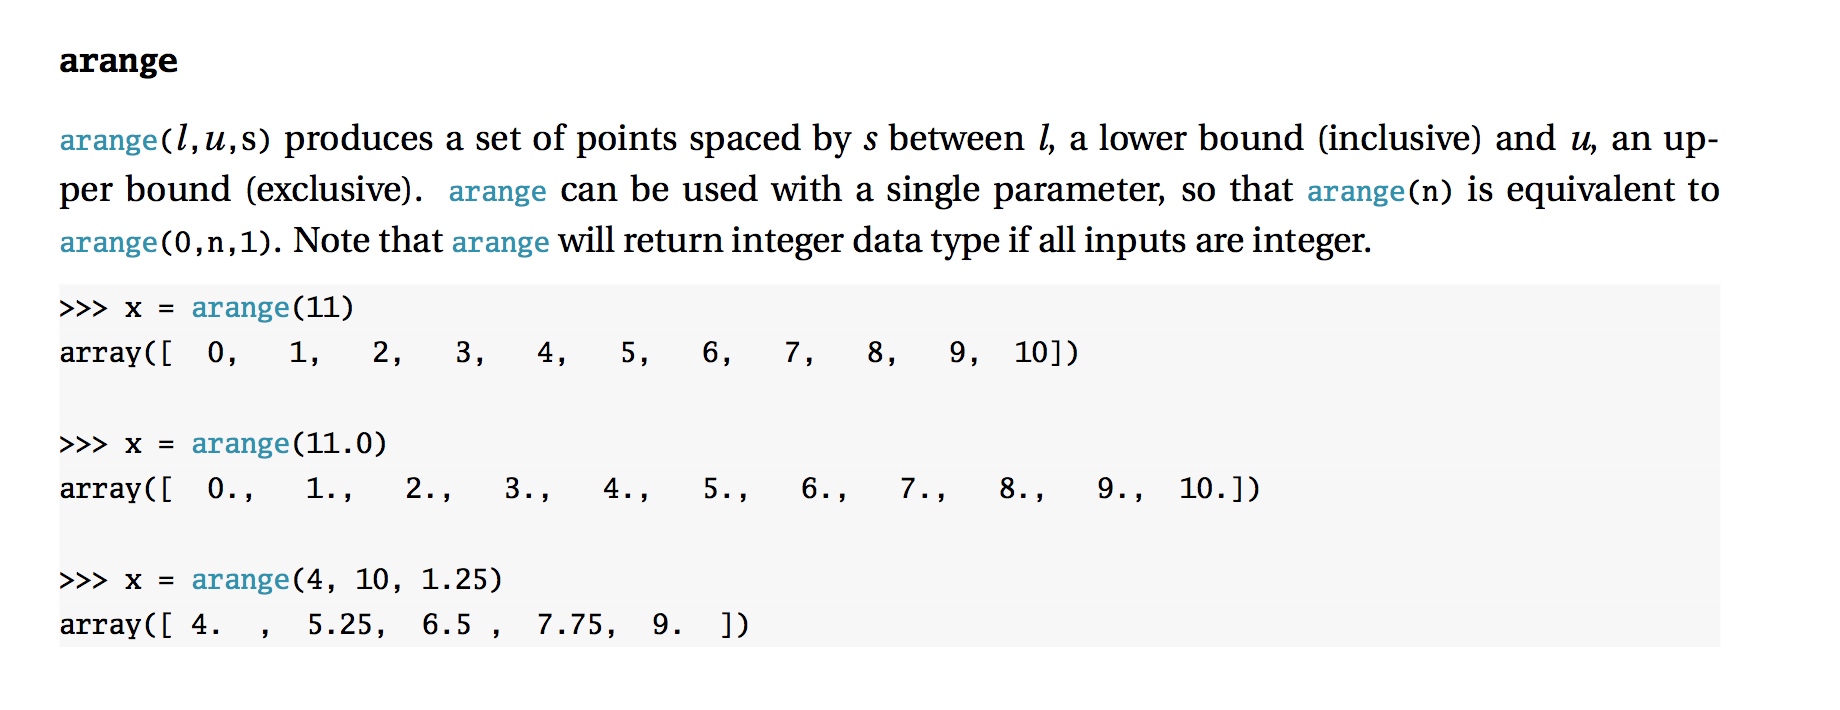 arange
arange(l,u,s) produces a set of points spaced by s between l, a lower bound (inclusive) and u, an up-
per bound (exclusive). arange can be used with a single parameter, so that arange(n) is equivalent to
arange(0,n,1). Note that arange will return integer data type if all inputs are integer.
>>> x = arange(11)
array([  0,   1,   2,   3,   4,   5,   6,   7,   8,   9,  10])
>>> x = arange(11.0)
array([  0.,   1.,   2.,   3.,   4.,   5.,   6.,   7.,   8.,   9.,  10.])
>>> x = arange(4, 10, 1.25)
array([ 4.  ,  5.25,  6.5 ,  7.75,  9.  ])